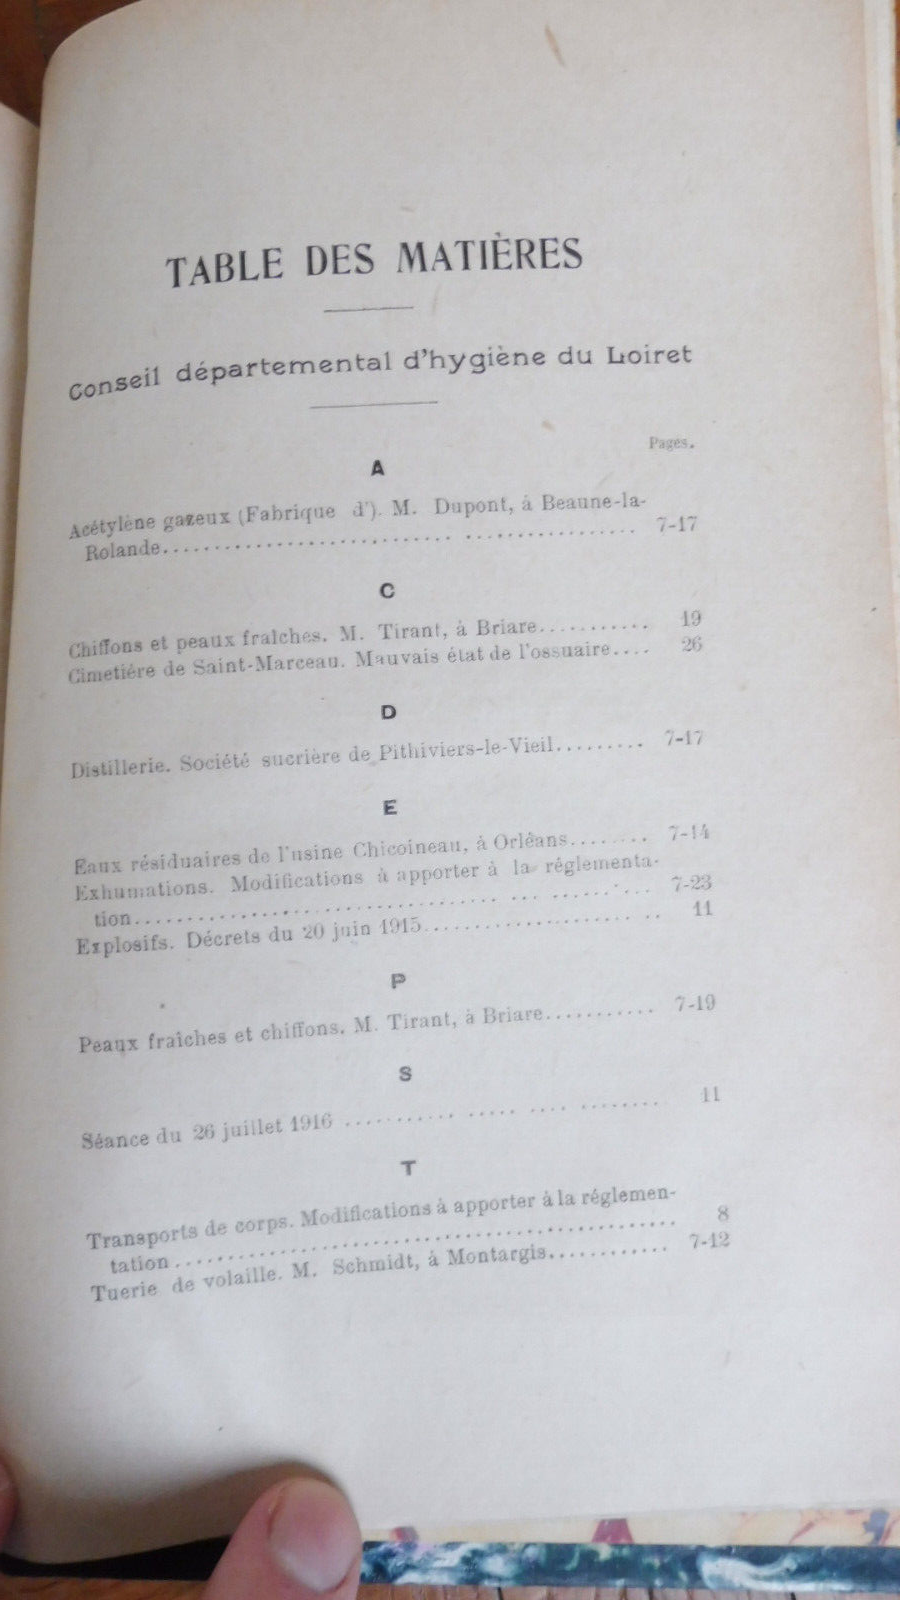 TABLE DES MATIÈRES
Conseil départemental d'hygiène du Loiret
Pages.
A
Acétylène gazeux (Fabrique d'). M. Dupont, à Beaune-la-
Rolande.................................................. 7-17
C
Chiffons et peaux fraîches. M. Tirant, à Briare........... 19
Cimetière de Saint-Marceau. Mauvais état de l'ossuaire.... 26
D
Distillerie. Société sucrière de Pithiviers-le-Vieil......... 7-17
E
Eaux résiduaires de l'usine Chicoineau, à Orléans........ 7-14
Exhumations. Modifications à apporter à la réglementa-
tion.................................................. 7-23
Explosifs. Décrets du 20 juin 1915........................ 11
P
Peaux fraîches et chiffons. M. Tirant, à Briare........... 7-19
S
Séance du 26 juillet 1916 ............................ 11
T
Transports de corps. Modifications à apporter à la réglemen-
tation .................................................. 8
Tuerie de volaille. M. Schmidt, à Montargis............ 7-12